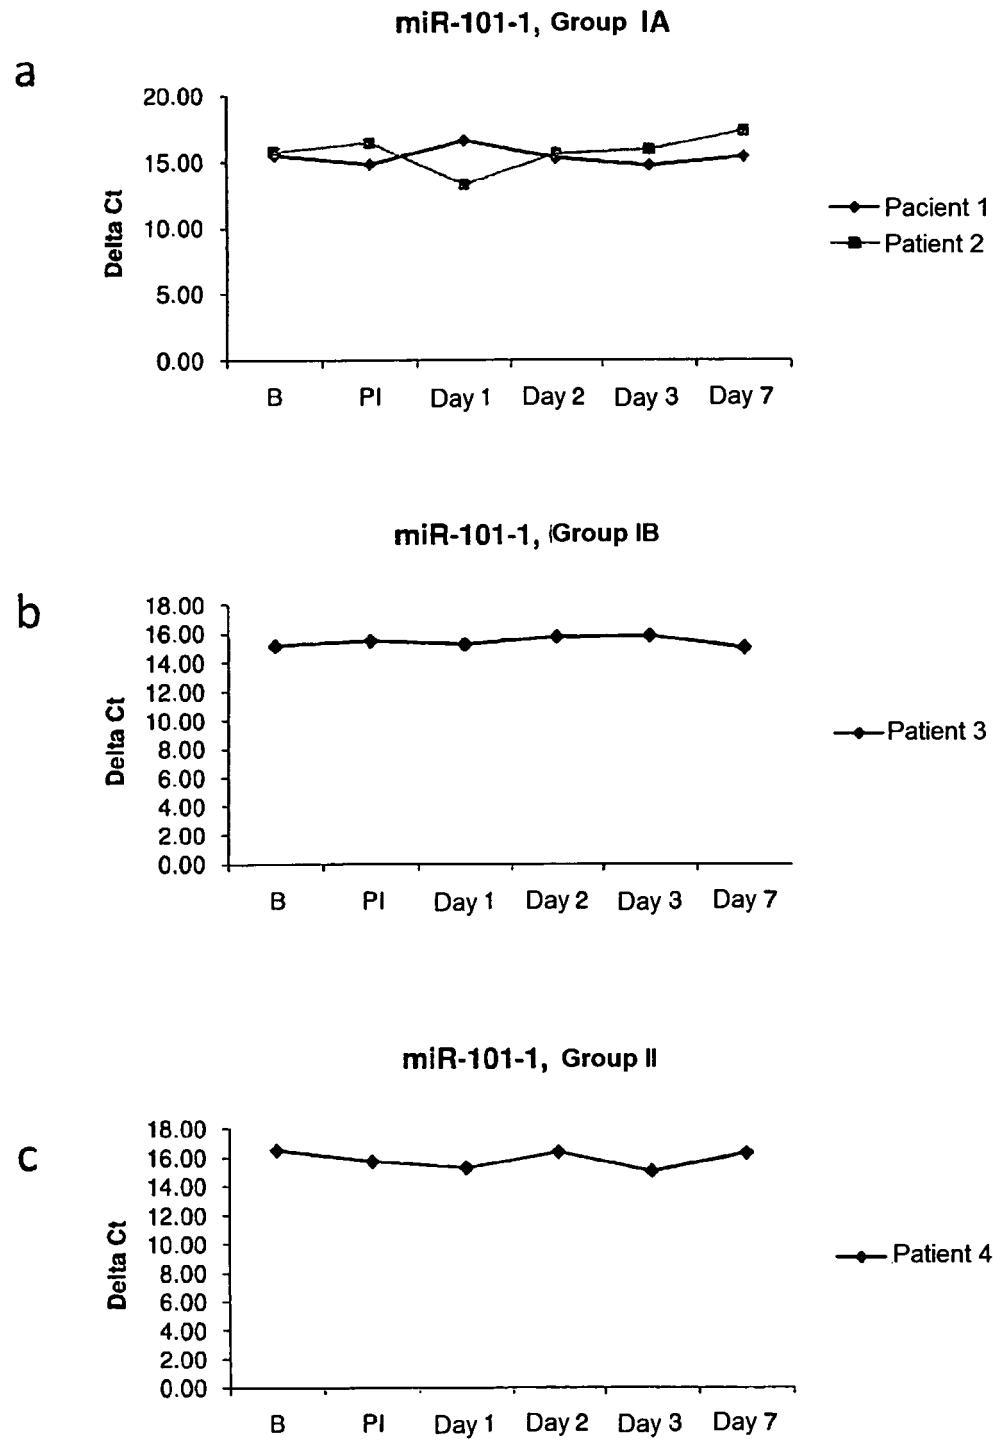 miR-101-1, Group IA
a
20.00
15.00
10.00
5.00
0.00
Delta Ct
B PI Day 1 Day 2 Day 3 Day 7
Pacient 1
Patient 2
miR-101-1, Group IB
b
18.00
16.00
14.00
12.00
10.00
8.00
6.00
4.00
2.00
0.00
Delta Ct
B PI Day 1 Day 2 Day 3 Day 7
Patient 3
miR-101-1, Group II
c
18.00
16.00
14.00
12.00
10.00
8.00
6.00
4.00
2.00
0.00
Delta Ct
B PI Day 1 Day 2 Day 3 Day 7
Patient 4